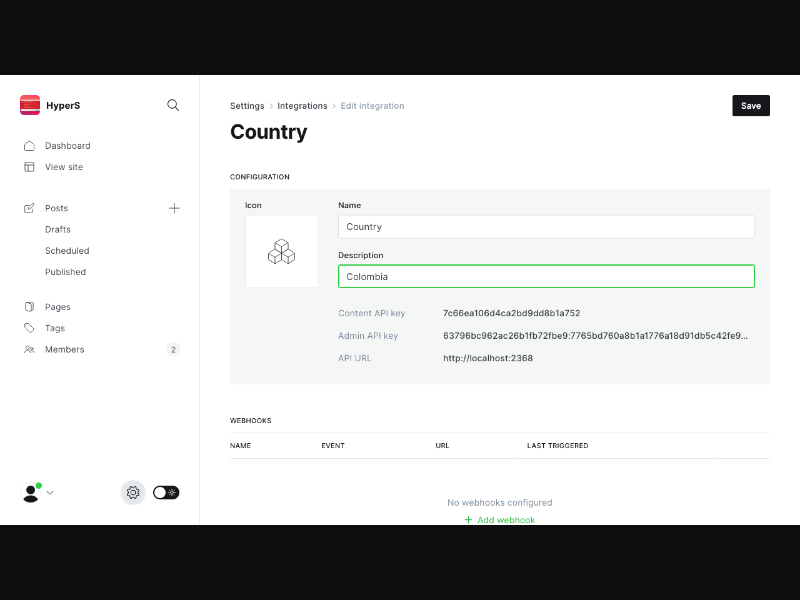 HyperS
Dashboard
View site
Posts
Drafts
Scheduled
Published
Pages
Tags
Members 2
Settings Integrations Edit integration
Save
Country
CONFIGURATION
Icon
Name
Country
Description
Colombia
Content API key 7c66ea106d4ca2bd9dd8b1a752
Admin API key 63796bc962ac26b1fb72fbe9:7765bd760a8b1a1776a18d91db5c42fe9...
API URL http://localhost:2368
WEBHOOKS
NAME EVENT URL LAST TRIGGERED
No webhooks configured
Add webhook